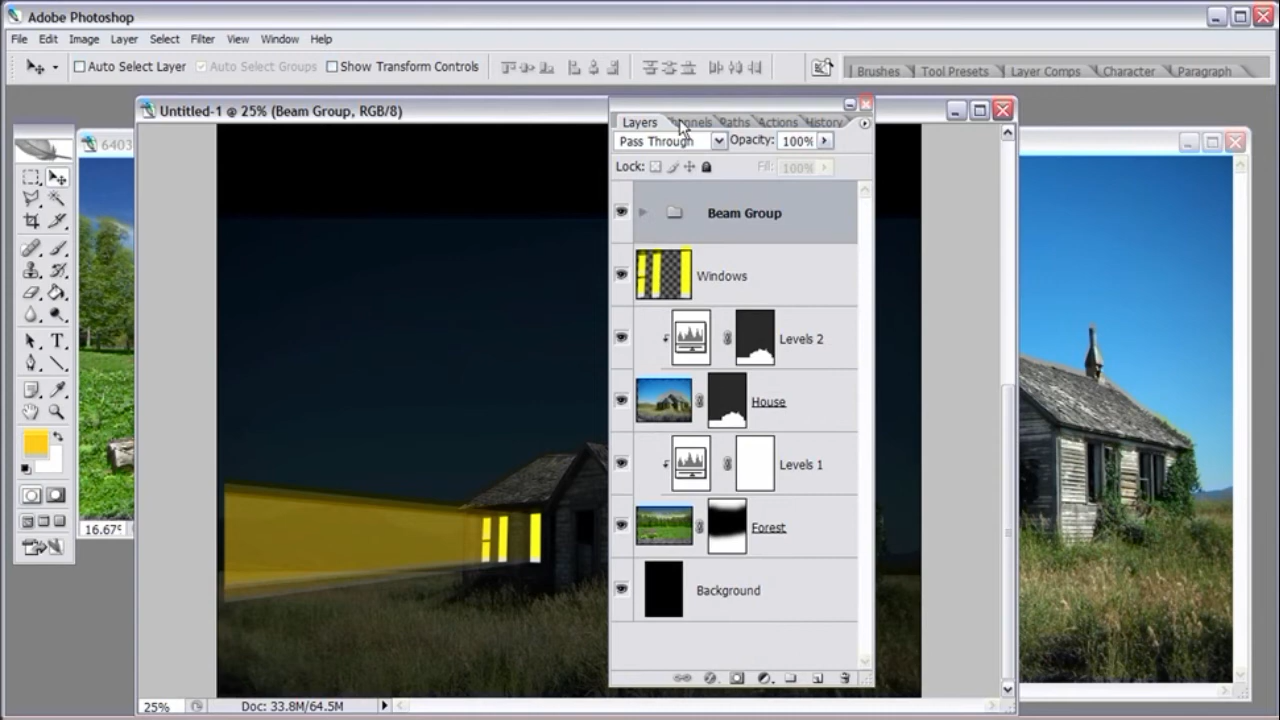 Adobe Photoshop
File Edit Image Layer Select Filter View Window Help
Auto Select Layer Auto Select Groups Show Transform Controls Brushes Tool Presets Layer Comps Character Paragraph
Untitled-1 @ 25% (Beam Group, RGB/8)
6403
Layers Channels Paths Actions History
Pass Through Opacity: 100%
Lock: Fill: 100%
Beam Group
Windows
Levels 2
House
Levels 1
Forest
Background
16.67%
25% Doc: 33.8M/64.5M